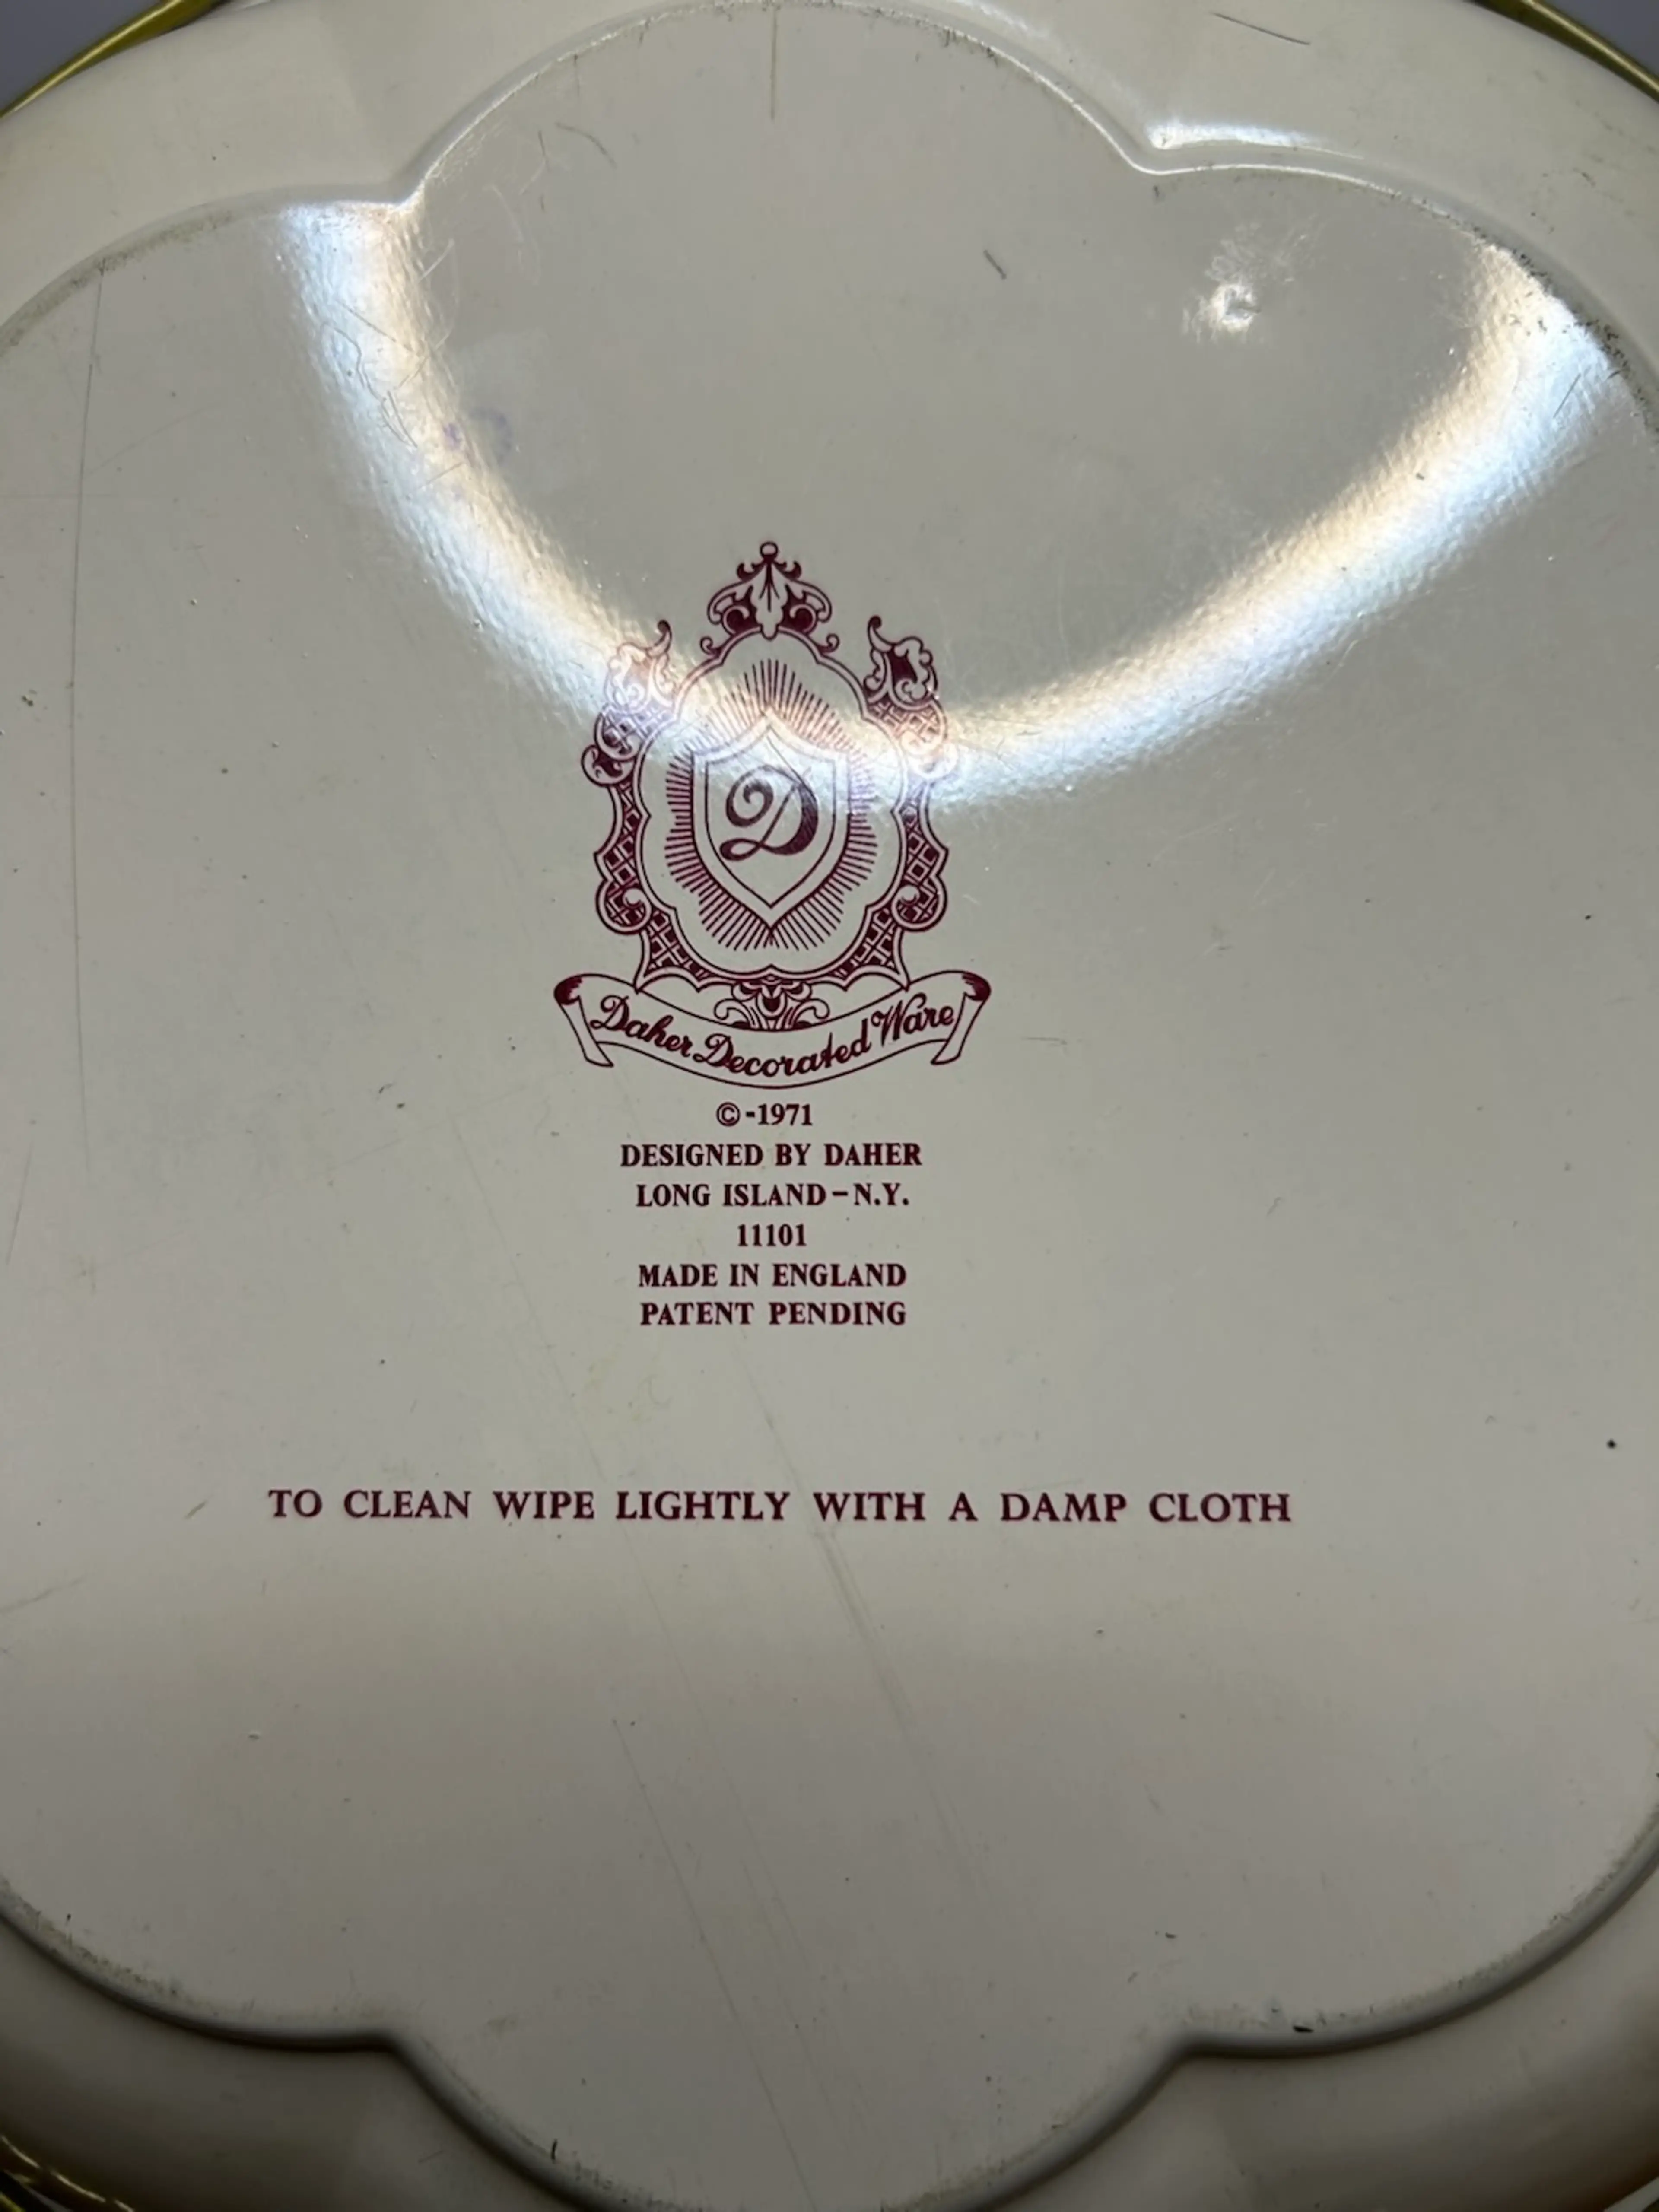 D
Daher Decorated Ware
©-1971
DESIGNED BY DAHER
LONG ISLAND-N.Y.
11101
MADE IN ENGLAND
PATENT PENDING
TO CLEAN WIPE LIGHTLY WITH A DAMP CLOTH